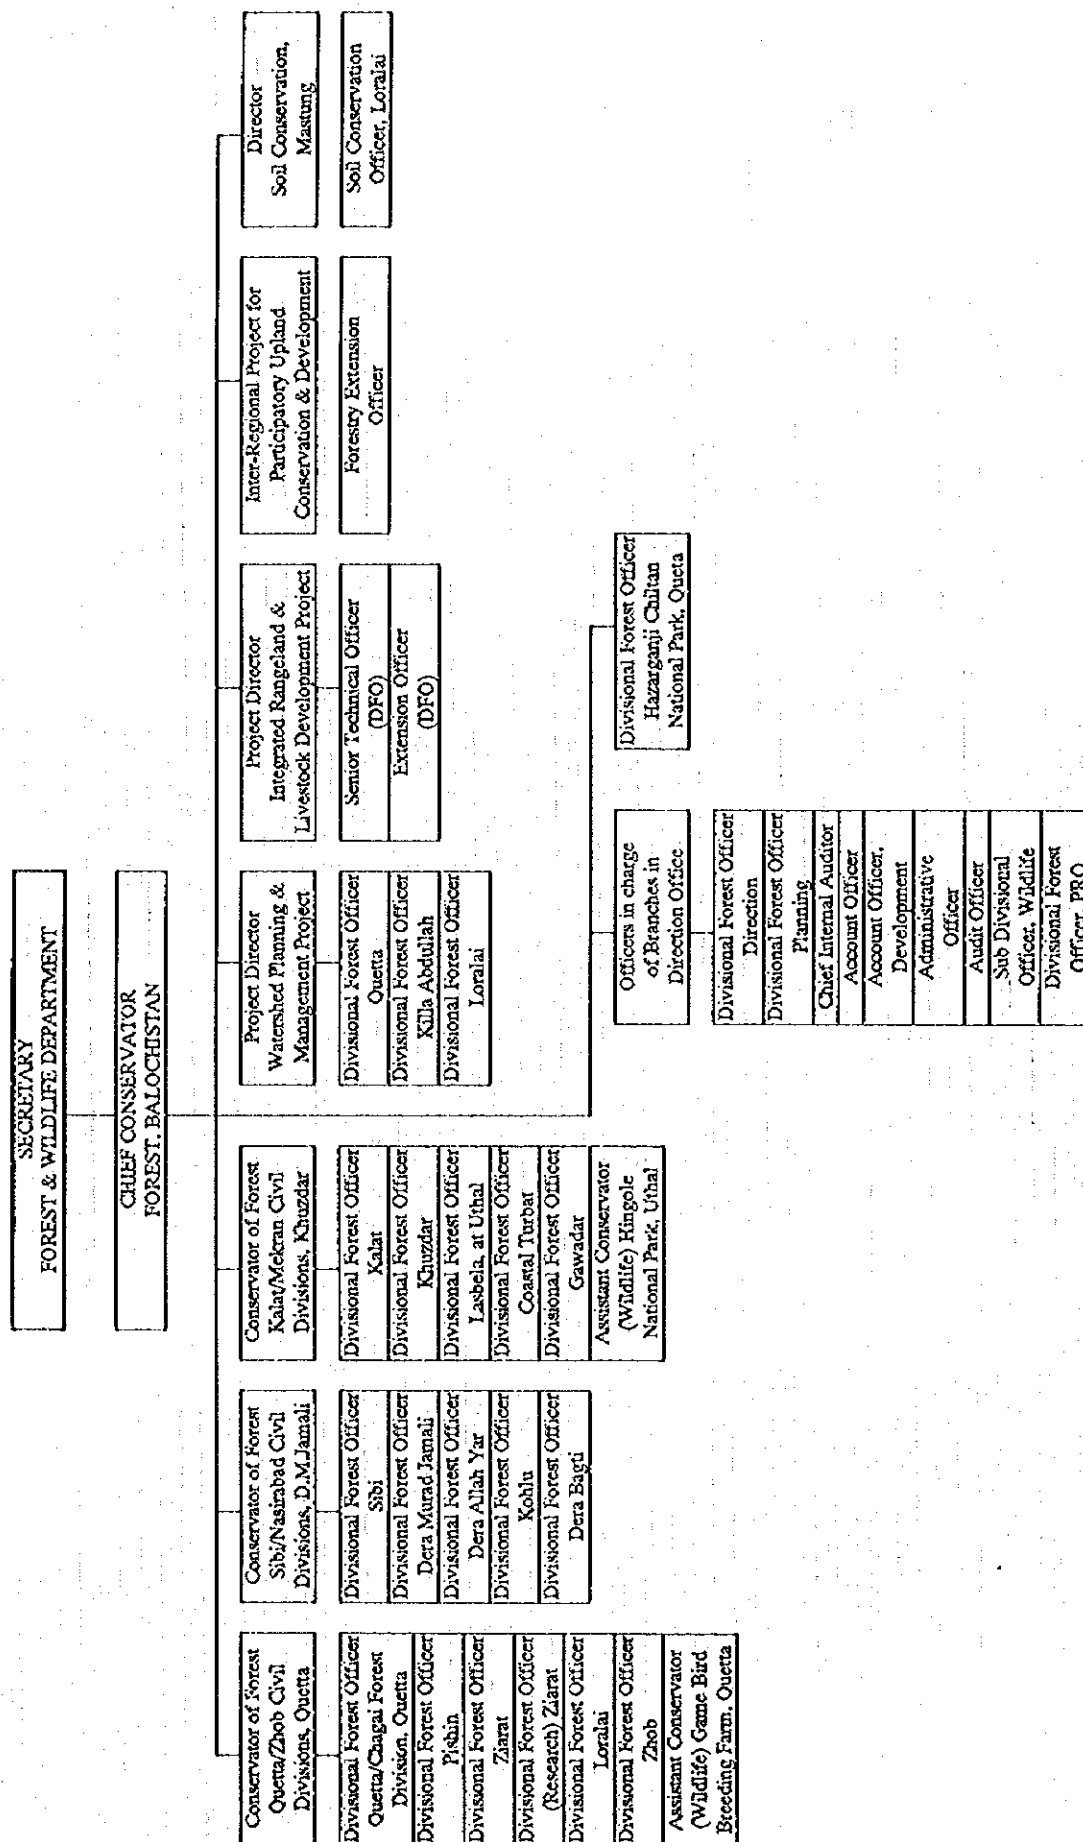 SECRETARY
FOREST & WILDLIFE DEPARTMENT
CHIEF CONSERVATOR
FOREST, BALOCHISTAN
Conservator of Forest
Quetta/Zhob Civil
Divisions, Quetta
Divisional Forest Officer
Quetta/Chagai Forest
Division, Quetta
Divisional Forest Officer
Pishin
Divisional Forest Officer
Ziarat
Divisional Forest Officer
(Research) Ziarat
Divisional Forest Officer
Loralai
Divisional Forest Officer
Zhob
Assistant Conservator
(Wildlife) Game Bird
Breeding Farm, Quetta
Conservator of Forest
Sibi/Nasirabad Civil
Divisions, D.M.Jamali
Divisional Forest Officer
Sibi
Divisional Forest Officer
Dera Murad Jamali
Divisional Forest Officer
Dera Allah Yar
Divisional Forest Officer
Kohlu
Divisional Forest Officer
Dera Bagti
Conservator of Forest
Kalat/Mekran Civil
Divisions, Khuzdar
Divisional Forest Officer
Kalat
Divisional Forest Officer
Khuzdar
Divisional Forest Officer
Lasbela, at Uthal
Divisional Forest Officer
Coastal Turbat
Divisional Forest Officer
Gawadar
Assistant Conservator
(Wildlife) Hingole
National Park, Uthal
Project Director
Watershed Planning &
Management Project
Divisional Forest Officer
Quetta
Divisional Forest Officer
Killa Abdullah
Divisional Forest Officer
Loralai
Project Director
Integrated Rangeland &
Livestock Development Project
Senior Technical Officer
(DFO)
Extension Officer
(DFO)
Inter-Regional Project for
Participatory Upland
Conservation & Development
Forestry Extension
Officer
Director
Soil Conservation,
Mastung
Soil Conservation
Officer, Loralai
Officers in charge
of Branches in
Direction Office
Divisional Forest Officer
Direction
Divisional Forest Officer
Planning
Chief Internal Auditor
Account Officer
Account Officer,
Development
Administrative
Officer
Audit Officer
Sub Divisional
Officer, Wildlife
Divisional Forest
Officer, PRO
Divisional Forest Officer
Hazarganji Chiltan
National Park, Queta